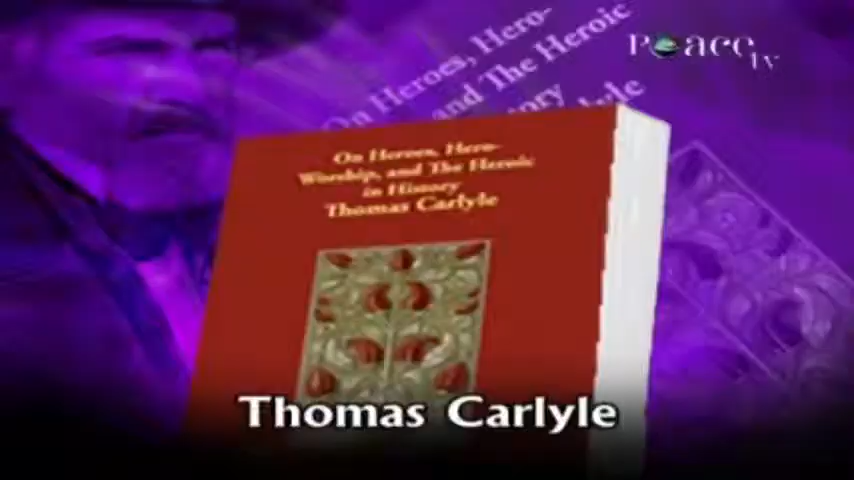 On Heroes, Hero-
and The Heroic
Peace tv
On Heroes, Hero-
Worship, and The Heroic
in History
Thomas Carlyle
Thomas Carlyle